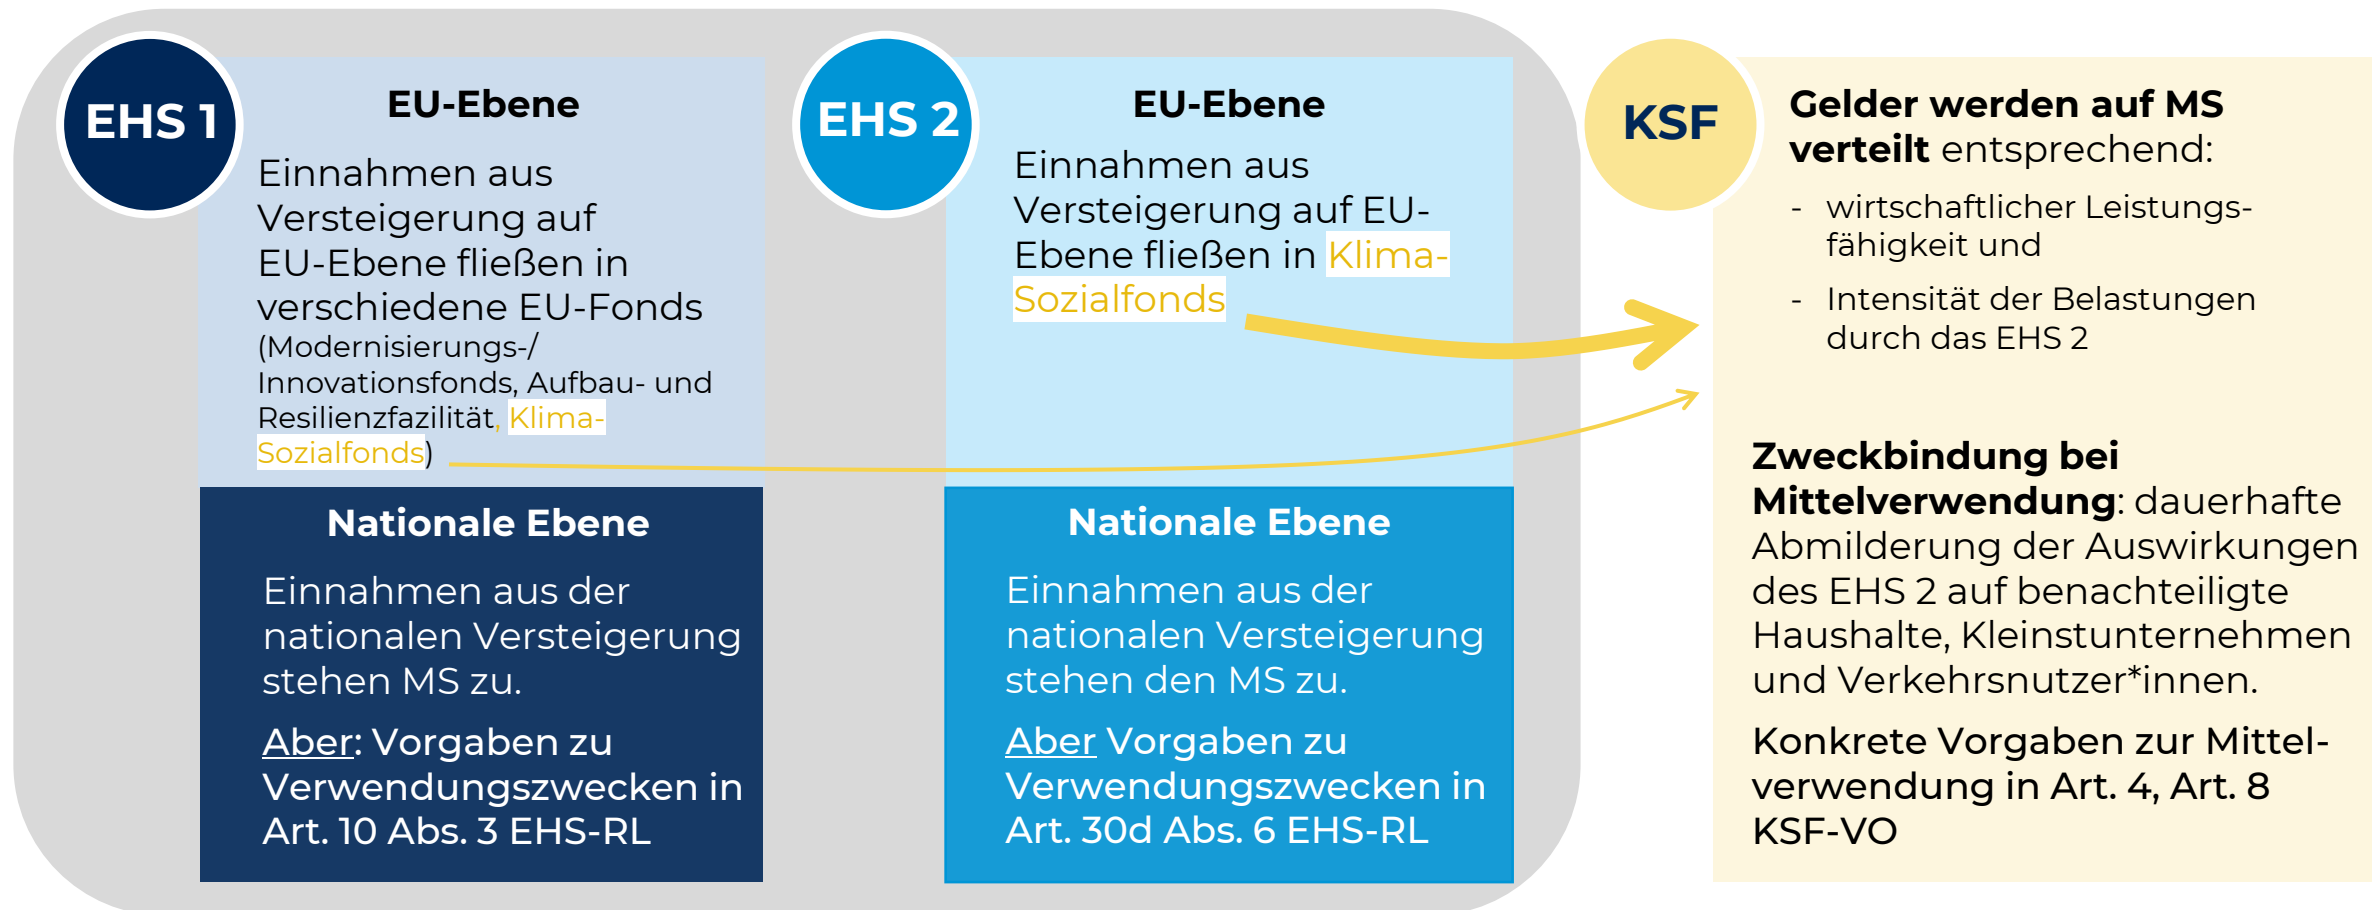 EHS 1
EU-Ebene
Einnahmen aus
Versteigerung auf
EU-Ebene fließen in
verschiedene EU-Fonds
(Modernisierungs-/
Innovationsfonds, Aufbau- und
Resilienzfazilität, Klima-
Sozialfonds)
Nationale Ebene
Einnahmen aus der
nationalen Versteigerung
stehen MS zu.
Aber: Vorgaben zu
Verwendungszwecken in
Art. 10 Abs. 3 EHS-RL
EHS 2
EU-Ebene
Einnahmen aus
Versteigerung auf EU-
Ebene fließen in Klima-
Sozialfonds
Nationale Ebene
Einnahmen aus der
nationalen Versteigerung
stehen den MS zu.
Aber Vorgaben zu
Verwendungszwecken in
Art. 30d Abs. 6 EHS-RL
KSF
Gelder werden auf MS
verteilt entsprechend:
- wirtschaftlicher Leistungs-
fähigkeit und
- Intensität der Belastungen
durch das EHS 2
Zweckbindung bei
Mittelverwendung: dauerhafte
Abmilderung der Auswirkungen
des EHS 2 auf benachteiligte
Haushalte, Kleinstunternehmen
und Verkehrsnutzer*innen.
Konkrete Vorgaben zur Mittel-
verwendung in Art. 4, Art. 8
KSF-VO